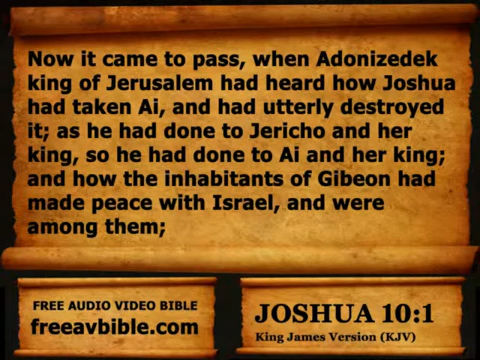 Now it came to pass, when Adonizedek
king of Jerusalem had heard how Joshua
had taken Ai, and had utterly destroyed
it; as he had done to Jericho and her
king, so he had done to Ai and her king;
and how the inhabitants of Gibeon had
made peace with Israel, and were
among them;
FREE AUDIO VIDEO BIBLE
freeavbible.com
JOSHUA 10:1
King James Version (KJV)